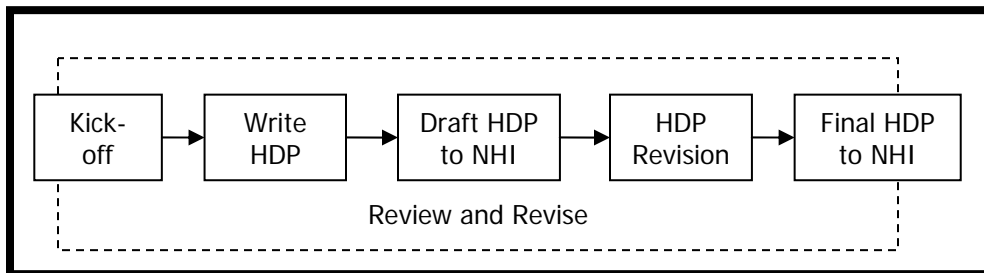 Kick-
off
Write
HDP
Draft HDP
to NHI
HDP
Revision
Final HDP
to NHI
Review and Revise